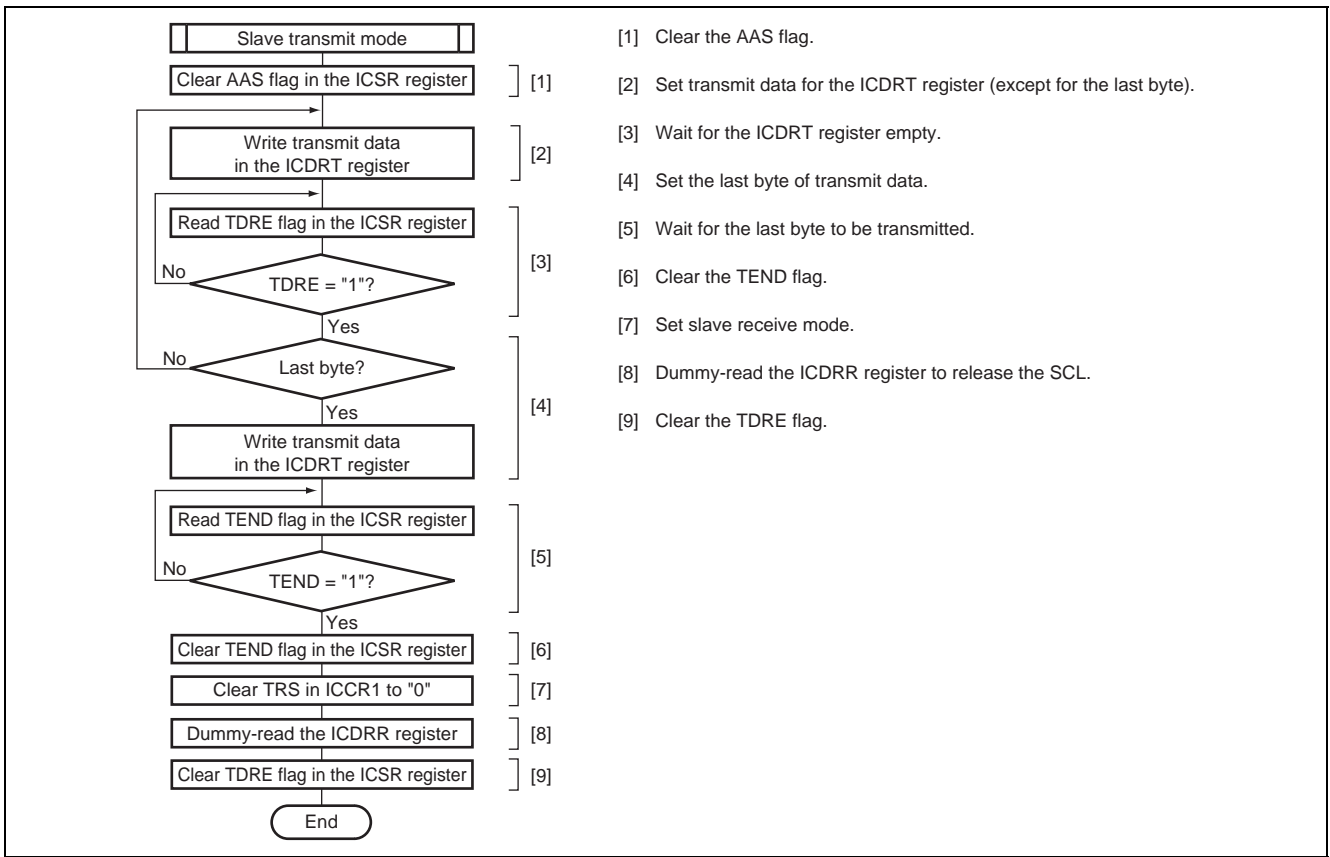 Slave transmit mode
Clear AAS flag in the ICSR register
[1]
Write transmit data
in the ICDRT register
[2]
Read TDRE flag in the ICSR register
[3]
No
TDRE = "1"?
Yes
No
Last byte?
[4]
Yes
Write transmit data
in the ICDRT register
Read TEND flag in the ICSR register
[5]
No
TEND = "1"?
Yes
Clear TEND flag in the ICSR register
[6]
Clear TRS in ICCR1 to "0"
[7]
Dummy-read the ICDRR register
[8]
Clear TDRE flag in the ICSR register
[9]
End
[1] Clear the AAS flag.
[2] Set transmit data for the ICDRT register (except for the last byte).
[3] Wait for the ICDRT register empty.
[4] Set the last byte of transmit data.
[5] Wait for the last byte to be transmitted.
[6] Clear the TEND flag.
[7] Set slave receive mode.
[8] Dummy-read the ICDRR register to release the SCL.
[9] Clear the TDRE flag.